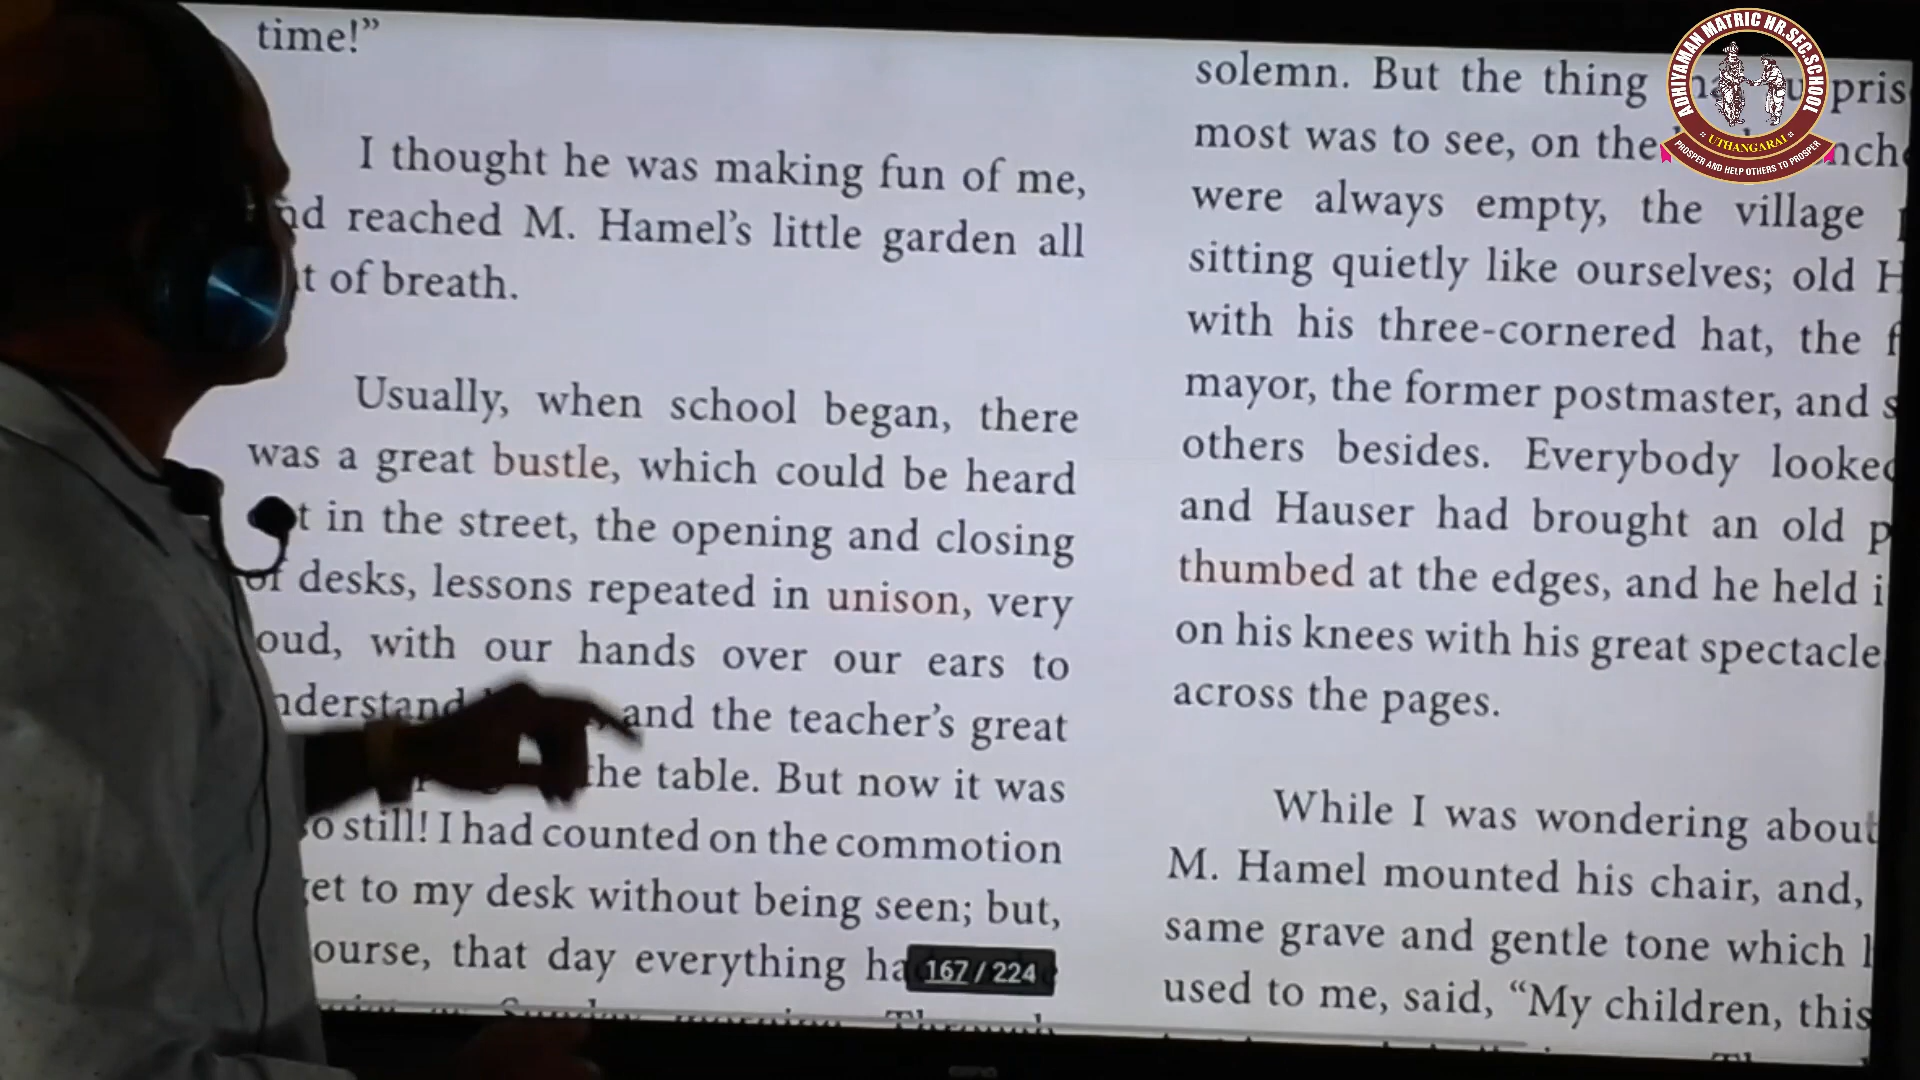 time!”
I thought he was making fun of me,
reached M. Hamel’s little garden all
of breath.
Usually, when school began, there
was a great bustle, which could be heard
in the street, the opening and closing
of desks, lessons repeated in unison, very
with our hands over our ears to
and the teacher’s great
the table. But now it was
still! I had counted on the commotion
to my desk without being seen; but,
that day everything
167 / 224
solemn. But the thing
most was to see, on the
were always empty, the village
sitting quietly like ourselves; old
with his three-cornered hat, the
mayor, the former postmaster, and
others besides. Everybody
and Hauser had brought an old
thumbed at the edges, and he held
on his knees with his great
across the pages.
While I was wondering about
M. Hamel mounted his chair, and,
same grave and gentle tone which
used to me, said, “My children, this
ADHIYAMAN MATRIC HR.SEC.SCHOOL
UTHANGARAI
PROSPER AND HELP OTHERS TO PROSPER